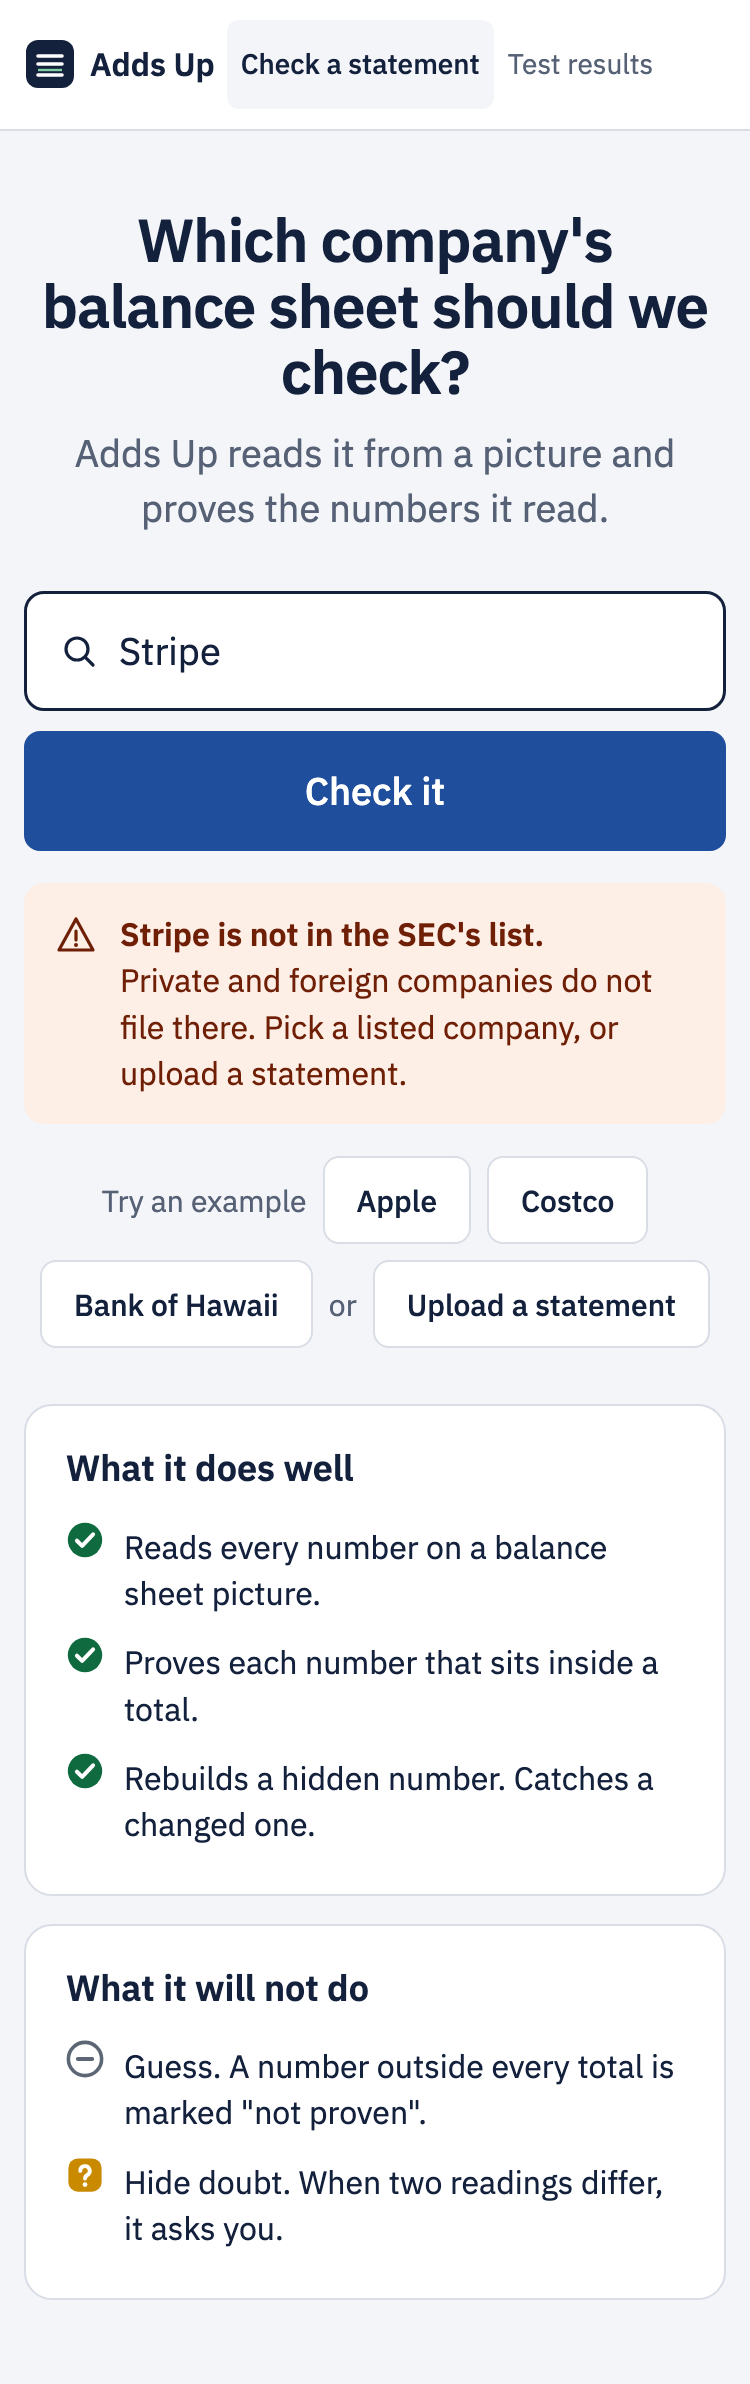 Adds Up Check a statement Test results
Which company's
balance sheet should we
check?
Adds Up reads it from a picture and
proves the numbers it read.
Stripe
Check it
Stripe is not in the SEC's list.
Private and foreign companies do not
file there. Pick a listed company, or
upload a statement.
Try an example Apple Costco
Bank of Hawaii or Upload a statement
What it does well
Reads every number on a balance
sheet picture.
Proves each number that sits inside a
total.
Rebuilds a hidden number. Catches a
changed one.
What it will not do
Guess. A number outside every total is
marked "not proven".
Hide doubt. When two readings differ,
it asks you.